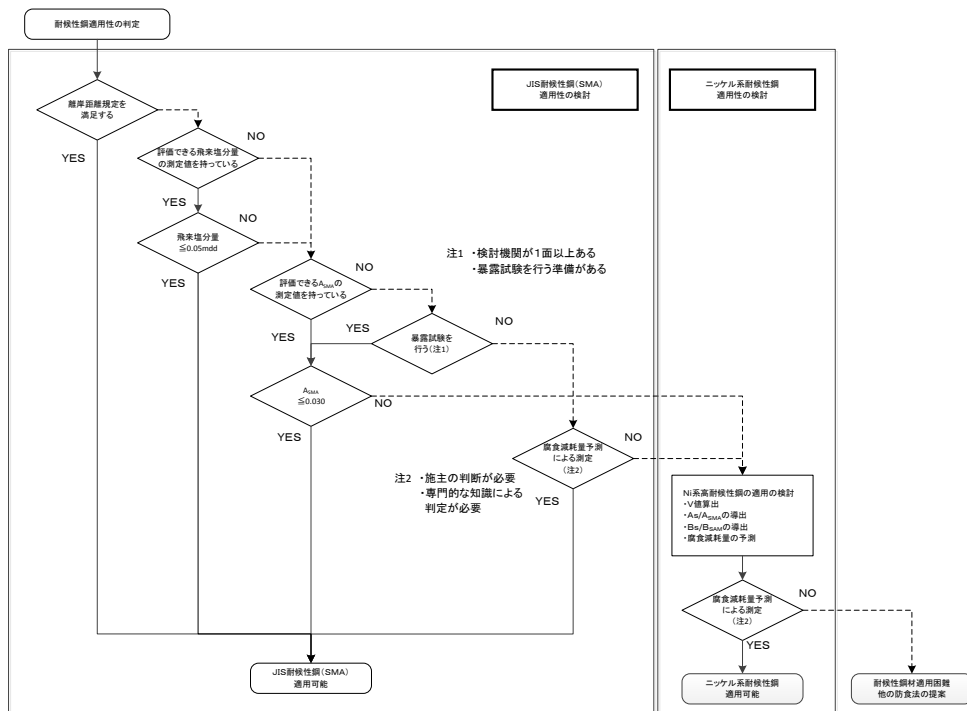 耐候性鋼適用性の判定
JIS耐候性鋼(SMA)
適用性の検討
ニッケル系耐候性鋼
適用性の検討
離岸距離規定を
満足する
YES
NO
評価できる飛来塩分量
の測定値を持っている
YES
NO
飛来塩分量
≦0.05mdd
YES
注1 ・検討機関が1面以上ある
・暴露試験を行う準備がある
NO
評価できるASMAの
測定値を持っている
YES
YES
NO
暴露試験を
行う(注1)
ASMA
≦0.030
NO
YES
NO
腐食減耗量予測
による測定
(注2)
YES
注2 ・施主の判断が必要
・専門的な知識による
判定が必要
Ni系高耐候性鋼の適用の検討
・V値算出
・As/ASMAの導出
・Bs/BSAMの導出
・腐食減耗量の予測
NO
腐食減耗量予測
による測定
(注2)
YES
JIS耐候性鋼(SMA)
適用可能
ニッケル系耐候性鋼
適用可能
耐候性鋼材適用困難
他の防食法の提案